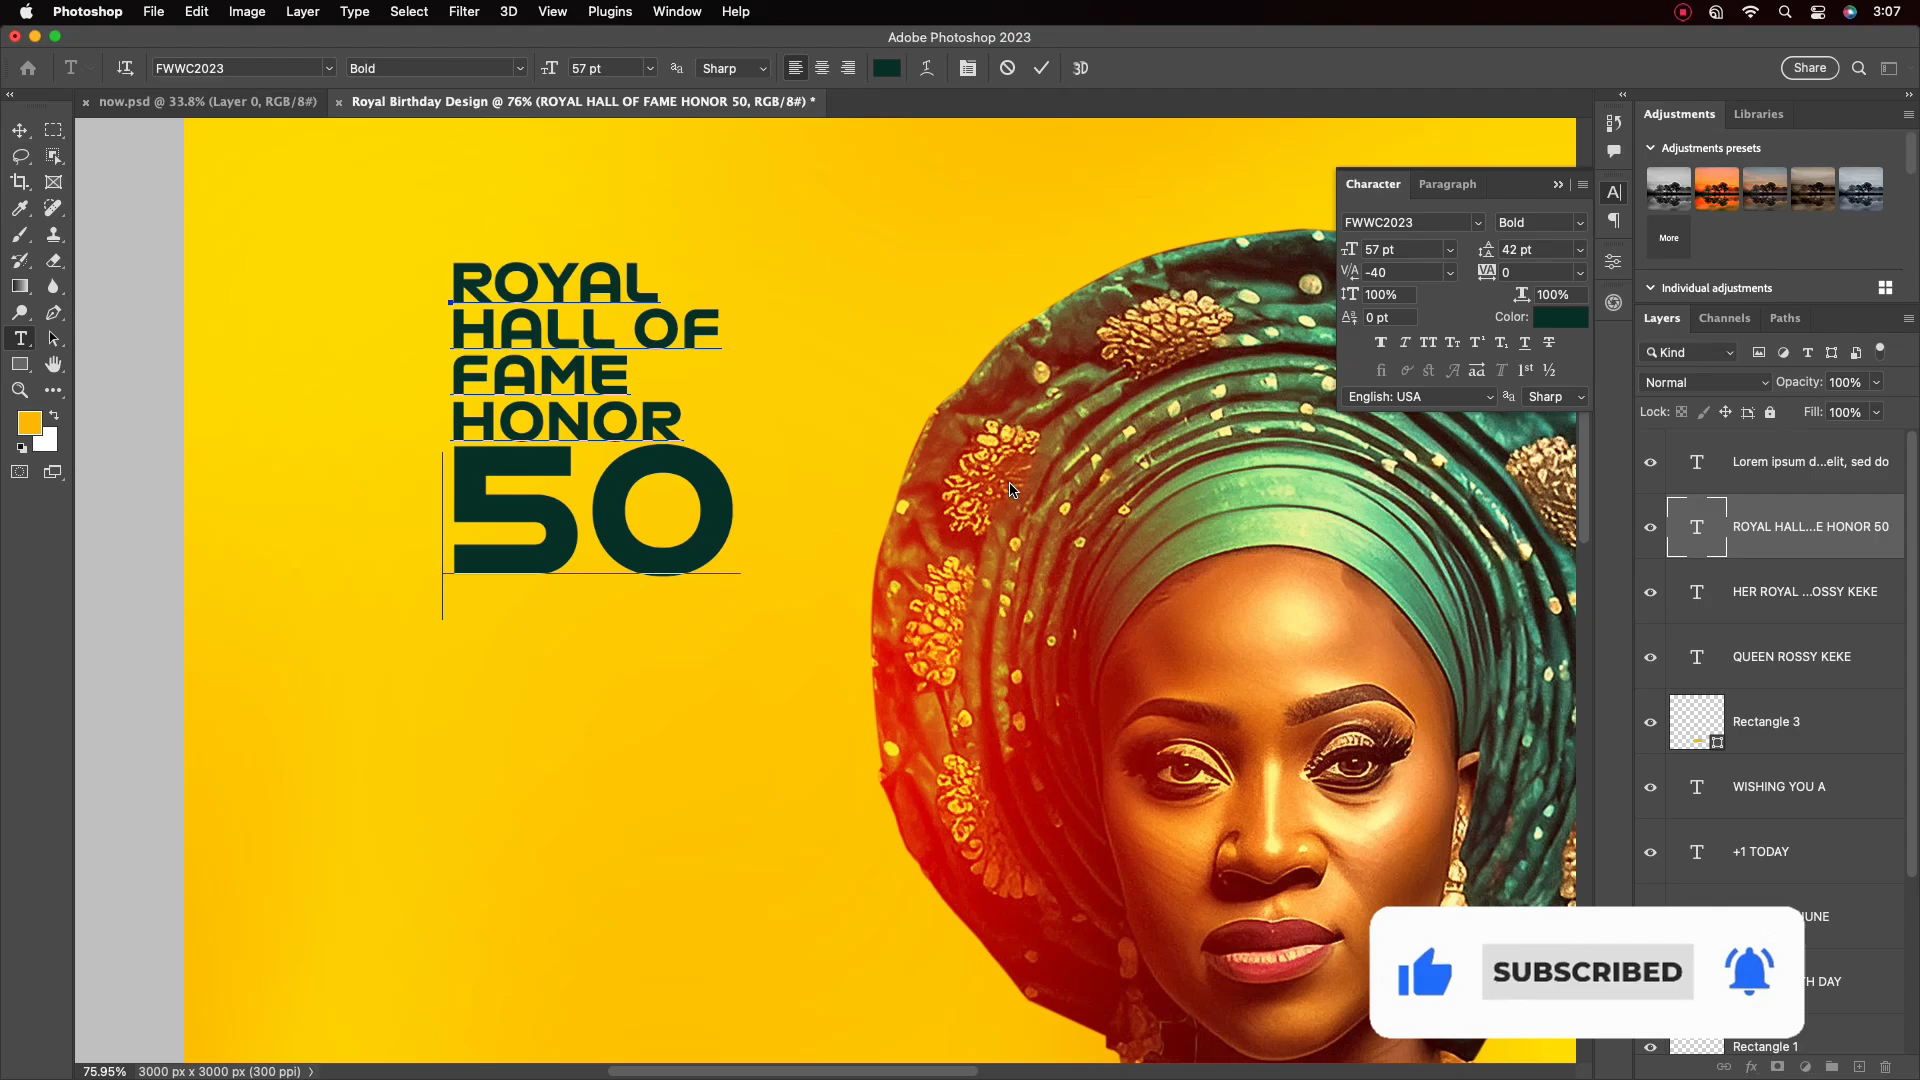 Photoshop File Edit Image Layer Type Select Filter 3D View Plugins Window Help 3:07
Adobe Photoshop 2023
FWWC2023 Bold 57 pt Sharp Share
now.psd @ 33.8% (Layer 0, RGB/8#)
Royal Birthday Design @ 76% (ROYAL HALL OF FAME HONOR 50, RGB/8#) *
ROYAL
HALL OF
FAME
HONOR
50
Character Paragraph
FWWC2023 Bold
57 pt 42 pt
-40 0
100% 100%
0 pt Color:
English: USA Sharp
Adjustments Libraries
Adjustments presets
More
Individual adjustments
Layers Channels Paths
Kind
Normal Opacity: 100%
Lock: Fill: 100%
Lorem ipsum d...elit, sed do
ROYAL HALL...E HONOR 50
HER ROYAL ...OSSY KEKE
QUEEN ROSSY KEKE
Rectangle 3
WISHING YOU A
+1 TODAY
UNE
TH DAY
Rectangle 1
SUBSCRIBED
75.95% 3000 px x 3000 px (300 ppi)